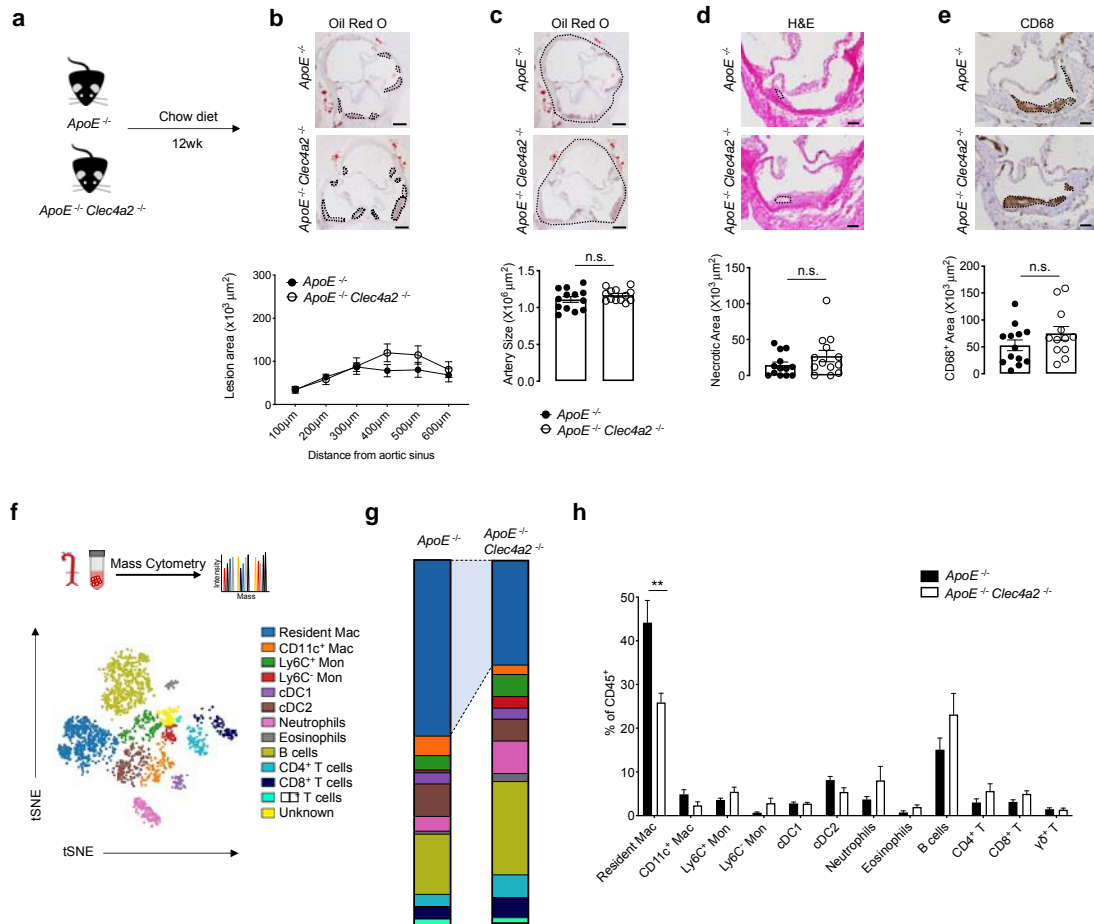 a
ApoE -/-
ApoE -/- Clec4a2 -/-
Chow diet
12wk
b
Oil Red O
ApoE -/-
ApoE -/- Clec4a2 -/-
Lesion area (x10³ µm²)
300
200
100
0
ApoE -/-
ApoE -/- Clec4a2 -/-
100µm
200µm
300µm
400µm
500µm
600µm
Distance from aortic sinus
c
Oil Red O
ApoE -/-
ApoE -/- Clec4a2 -/-
n.s.
Artery Size (X10⁶ µm²)
1.5
1.0
0.5
0.0
ApoE -/-
ApoE -/- Clec4a2 -/-
d
H&E
ApoE -/-
ApoE -/- Clec4a2 -/-
n.s.
Necrotic Area (X10³ µm²)
150
100
50
0
e
CD68
ApoE -/-
ApoE -/- Clec4a2 -/-
n.s.
CD68⁺ Area (X10³ µm²)
200
150
100
50
0
f
Mass Cytometry
Intensity
Mass
tSNE
tSNE
Resident Mac
CD11c⁺ Mac
Ly6C⁺ Mon
Ly6C⁻ Mon
cDC1
cDC2
Neutrophils
Eosinophils
B cells
CD4⁺ T cells
CD8⁺ T cells
□□⁺ T cells
Unknown
g
ApoE -/-
ApoE -/-
Clec4a2 -/-
h
ApoE -/-
ApoE -/- Clec4a2 -/-
**
% of CD45⁺
50
40
30
20
10
0
Resident Mac
CD11c⁺ Mac
Ly6C⁺ Mon
Ly6C⁻ Mon
cDC1
cDC2
Neutrophils
Eosinophils
B cells
CD4⁺ T
CD8⁺ T
γδ⁺ T